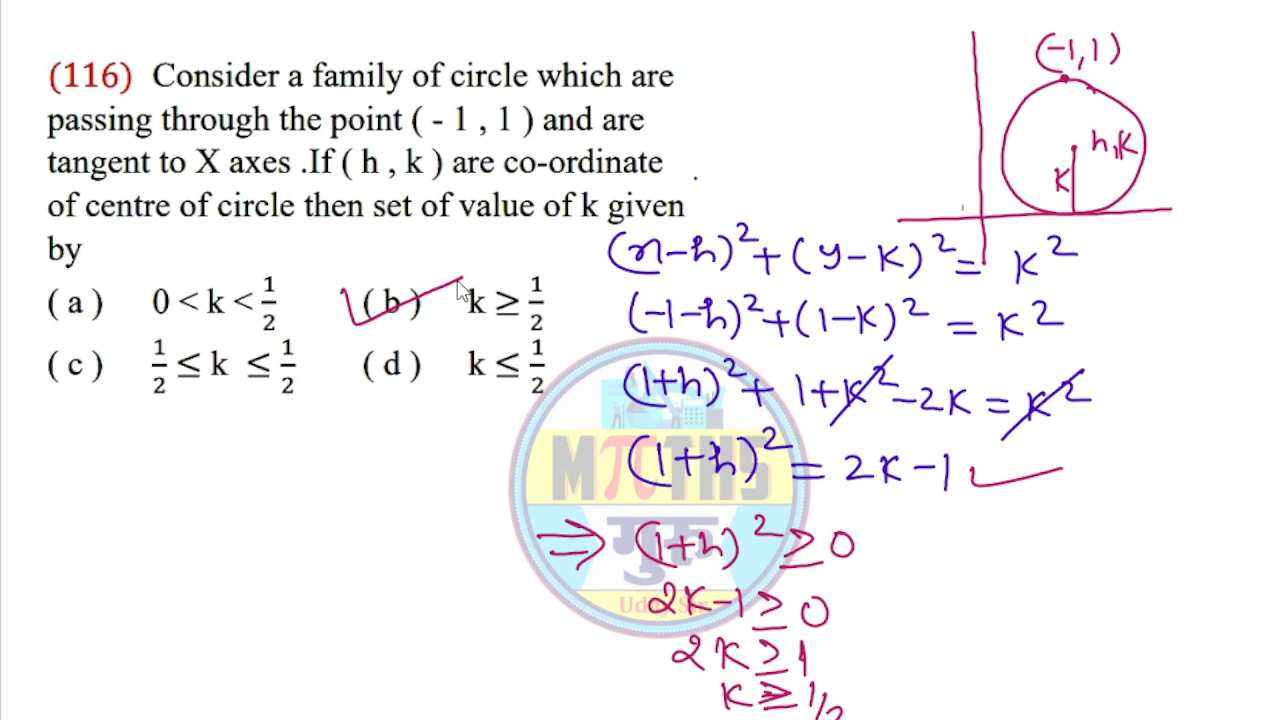 (116) Consider a family of circle which are
passing through the point ( - 1 , 1 ) and are
tangent to X axes .If ( h , k ) are co-ordinate
of centre of circle then set of value of k given
by
( a ) 0 < k < 1/2 ( b ) k ≥ 1/2
( c ) 1/2 ≤ k ≤ 1/2 ( d ) k ≤ 1/2
(-1, 1)
h, k
k
(x-h)² + (y-k)² = k²
(-1-h)² + (1-k)² = k²
(1+h)² + 1+k² -2k = k²
(1+h)² = 2k-1
⇒ (1+h)² ≥ 0
2k-1 ≥ 0
2k ≥ 1
k ≥ 1/2
MπTHS
गुरु
Uday Sir